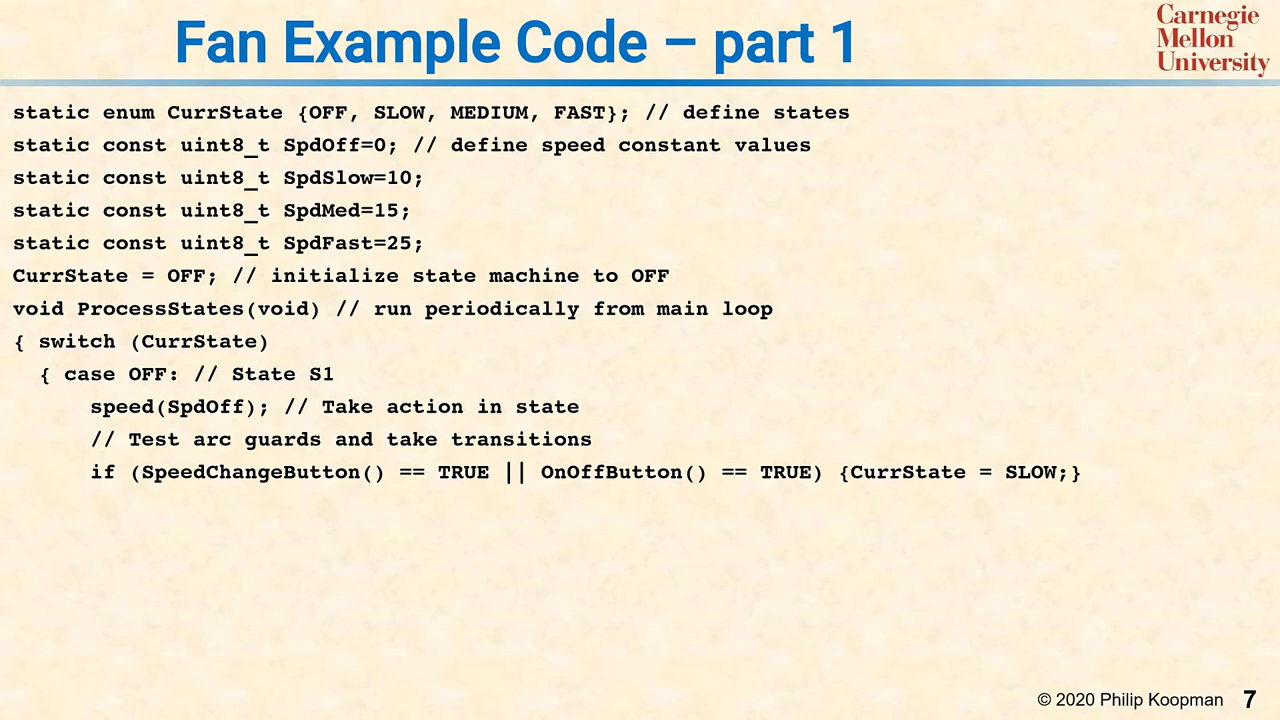 Fan Example Code – part 1
Carnegie
Mellon
University
static enum CurrState {OFF, SLOW, MEDIUM, FAST}; // define states
static const uint8_t SpdOff=0; // define speed constant values
static const uint8_t SpdSlow=10;
static const uint8_t SpdMed=15;
static const uint8_t SpdFast=25;
CurrState = OFF; // initialize state machine to OFF
void ProcessStates(void) // run periodically from main loop
{ switch (CurrState)
{ case OFF: // State S1
speed(SpdOff); // Take action in state
// Test arc guards and take transitions
if (SpeedChangeButton() == TRUE || OnOffButton() == TRUE) {CurrState = SLOW;}
© 2020 Philip Koopman 7